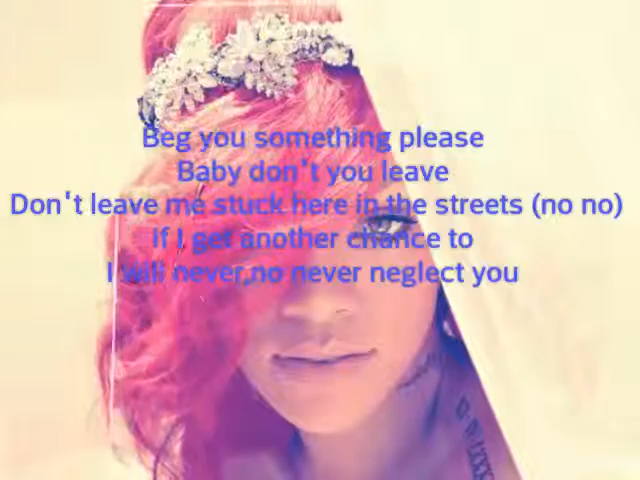 Beg you something please
Baby don't you leave
Don't leave me stuck here in the streets (no no)
If I get another chance to
I will never,no never neglect you